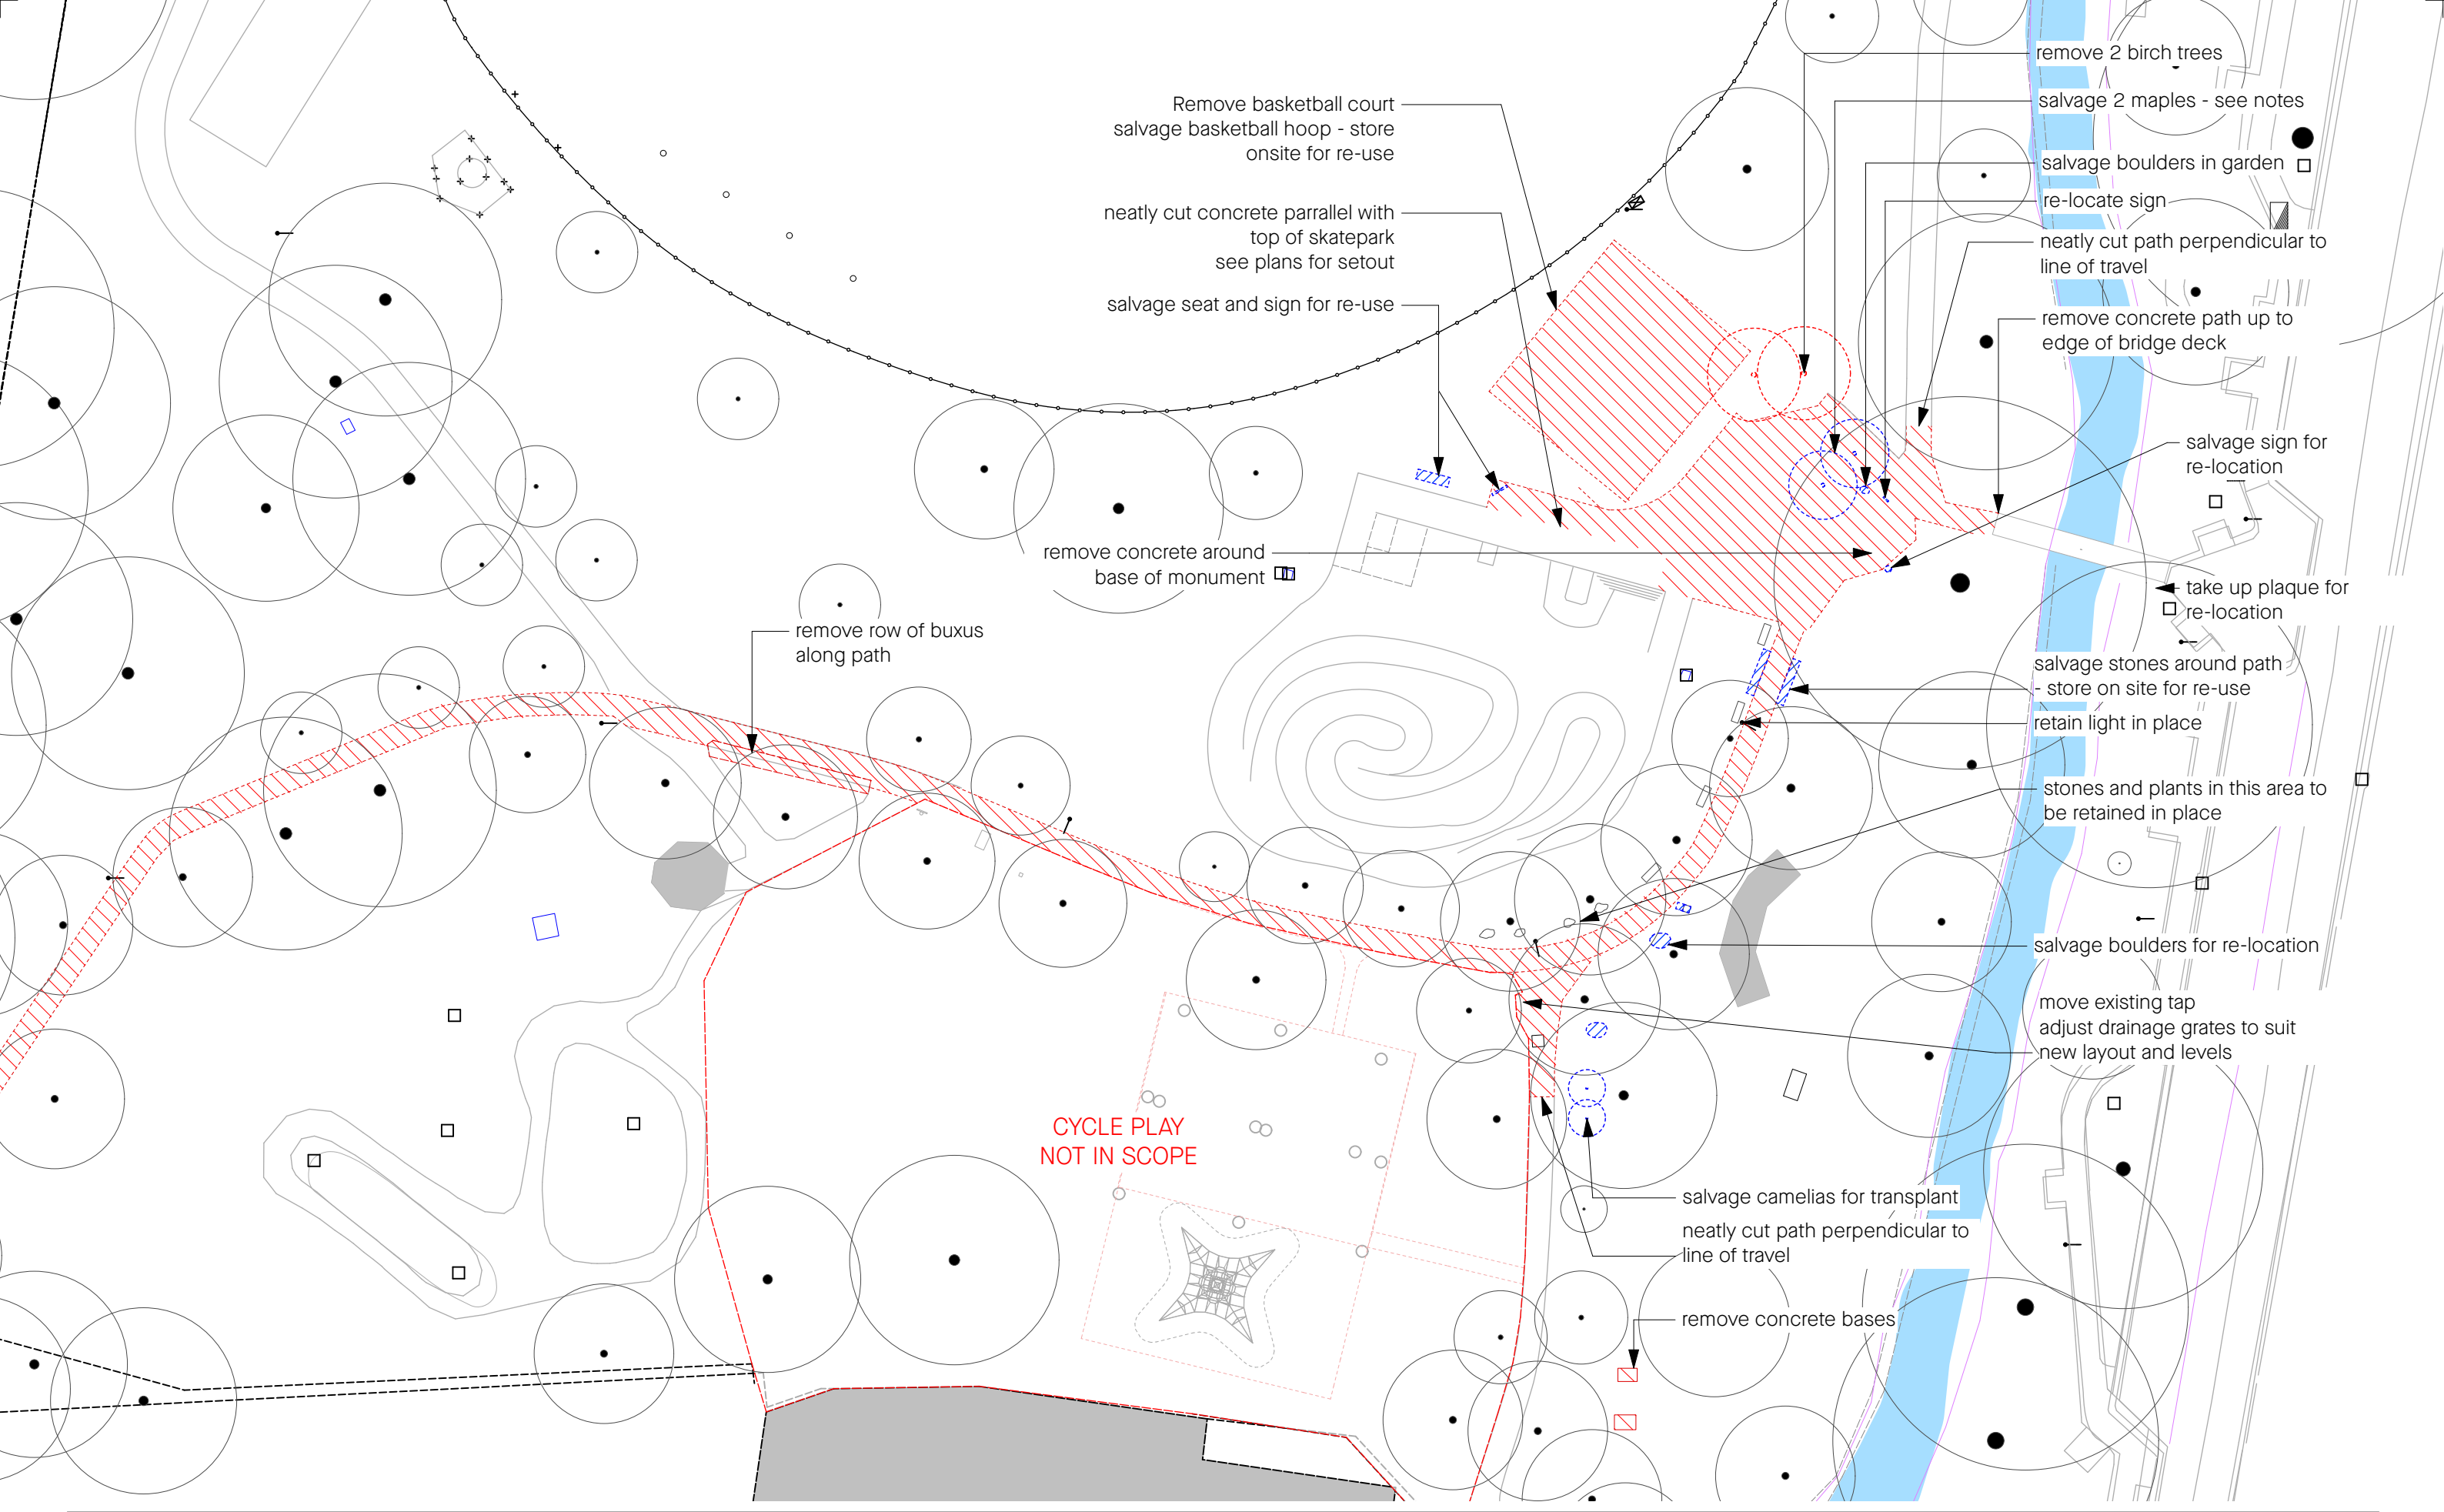 remove 2 birch trees
salvage 2 maples - see notes
salvage boulders in garden
re-locate sign
neatly cut path perpendicular to
line of travel
remove concrete path up to
edge of bridge deck
Remove basketball court
salvage basketball hoop - store
onsite for re-use
neatly cut concrete parrallel with
top of skatepark
see plans for setout
salvage seat and sign for re-use
salvage sign for
re-location
remove concrete around
base of monument
take up plaque for
re-location
remove row of buxus
along path
salvage stones around path
- store on site for re-use
retain light in place
stones and plants in this area to
be retained in place
salvage boulders for re-location
move existing tap
adjust drainage grates to suit
new layout and levels
CYCLE PLAY
NOT IN SCOPE
salvage camelias for transplant
neatly cut path perpendicular to
line of travel
remove concrete bases